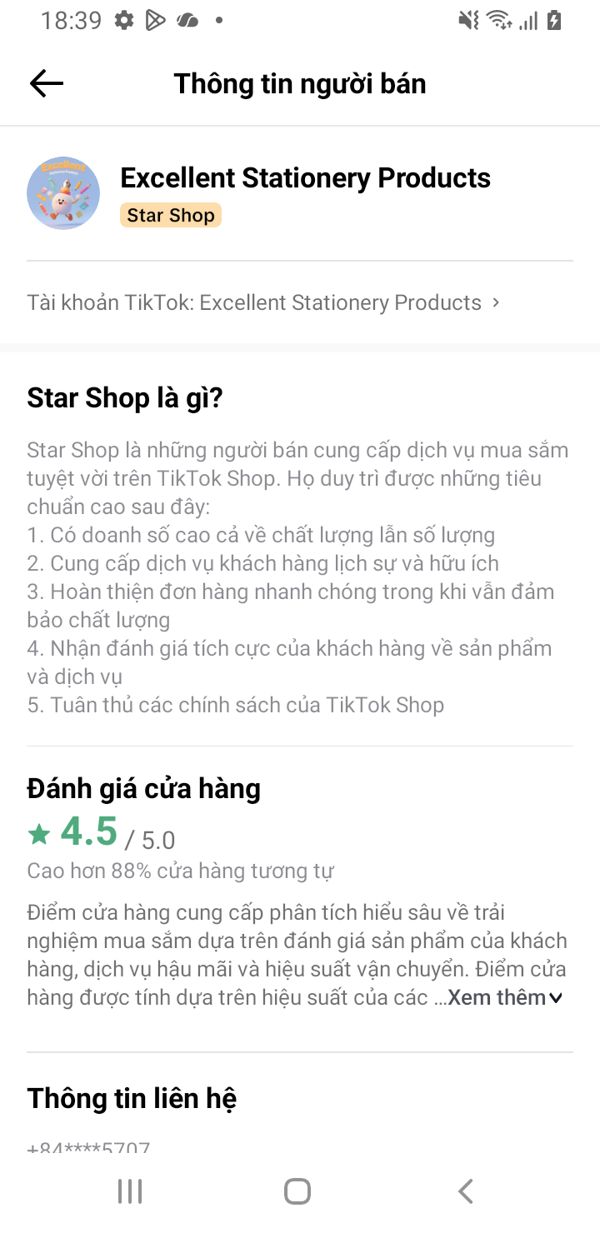 18:39
Thông tin người bán
Excellent
Excellent Stationery Products
Star Shop
Tài khoản TikTok: Excellent Stationery Products >
Star Shop là gì?
Star Shop là những người bán cung cấp dịch vụ mua sắm
tuyệt vời trên TikTok Shop. Họ duy trì được những tiêu
chuẩn cao sau đây:
1. Có doanh số cao cả về chất lượng lẫn số lượng
2. Cung cấp dịch vụ khách hàng lịch sự và hữu ích
3. Hoàn thiện đơn hàng nhanh chóng trong khi vẫn đảm
bảo chất lượng
4. Nhận đánh giá tích cực của khách hàng về sản phẩm
và dịch vụ
5. Tuân thủ các chính sách của TikTok Shop
Đánh giá cửa hàng
4.5 / 5.0
Cao hơn 88% cửa hàng tương tự
Điểm cửa hàng cung cấp phân tích hiểu sâu về trải
nghiệm mua sắm dựa trên đánh giá sản phẩm của khách
hàng, dịch vụ hậu mãi và hiệu suất vận chuyển. Điểm cửa
hàng được tính dựa trên hiệu suất của các ...Xem thêm
Thông tin liên hệ
+84****5707